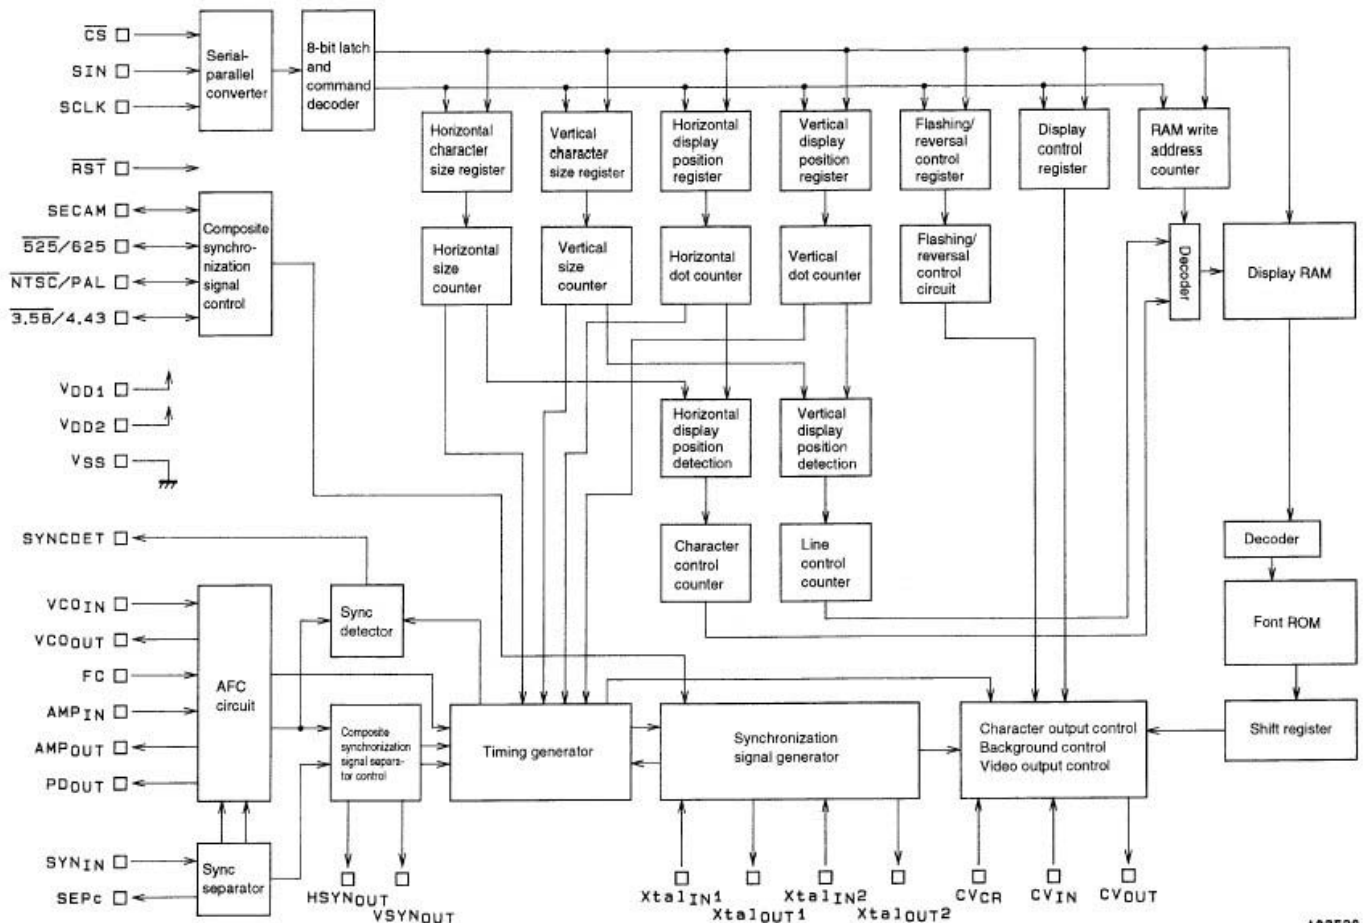 CS
SIN
SCLK
Serial-
parallel
converter
8-bit latch
and
command
decoder
RST
SECAM
525/625
NTSC/PAL
3.58/4.43
Composite
synchro-
nization
signal
control
Horizontal
character
size register
Vertical
character
size register
Horizontal
display
position
register
Vertical
display
position
register
Flashing/
reversal
control
register
Display
control
register
RAM write
address
counter
Horizontal
size
counter
Vertical
size
counter
Horizontal
dot counter
Vertical
dot counter
Flashing/
reversal
control
circuit
Decoder
Display RAM
VDD1
VDD2
VSS
Horizontal
display
position
detection
Vertical
display
position
detection
Character
control
counter
Line
control
counter
Decoder
Font ROM
Shift register
SYNCDET
VCOIN
VCOOUT
FC
AMPIN
AMPOUT
PDOUT
SYNIN
SEPC
AFC
circuit
Sync
detector
Sync
separator
Composite
synchronization
signal separa-
tor control
Timing generator
Synchronization
signal generator
Character output control
Background control
Video output control
HSYNOUT
VSYNOUT
XtalIN1
XtalOUT1
XtalIN2
XtalOUT2
CVCR
CVIN
CVOUT